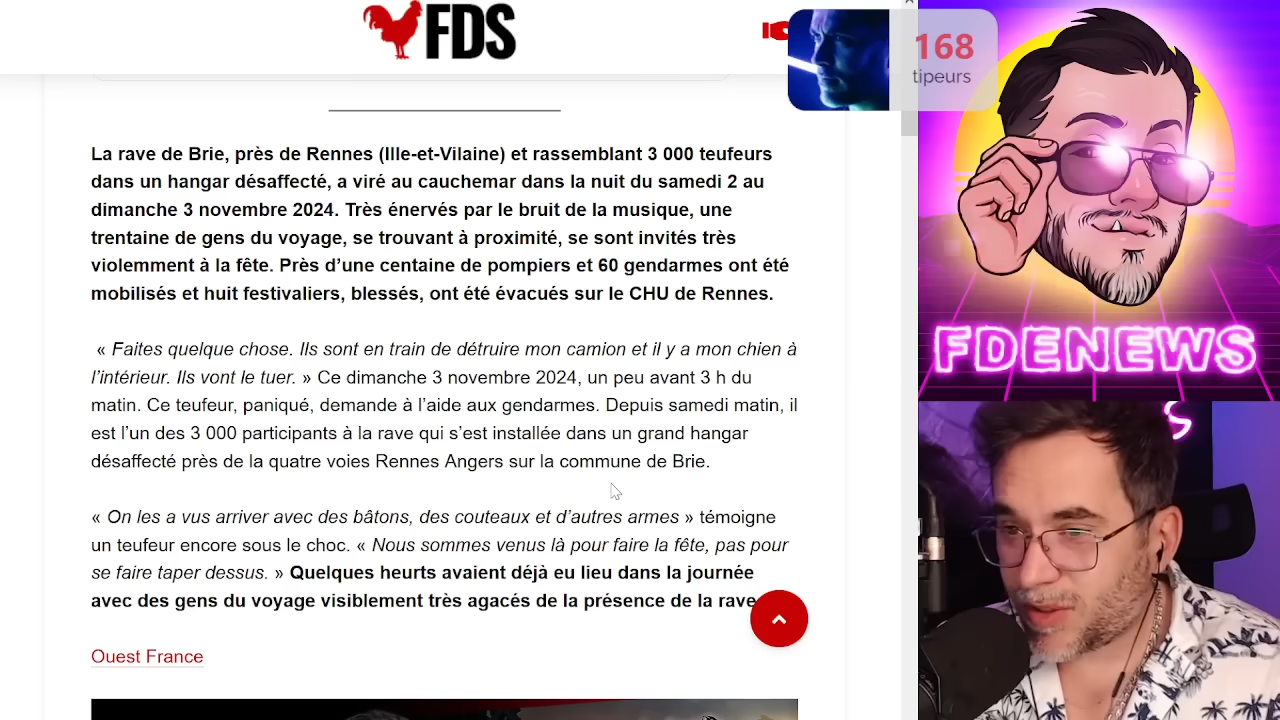 FDS
168
tipeurs
La rave de Brie, près de Rennes (Ille-et-Vilaine) et rassemblant 3 000 teufeurs
dans un hangar désaffecté, a viré au cauchemar dans la nuit du samedi 2 au
dimanche 3 novembre 2024. Très énervés par le bruit de la musique, une
trentaine de gens du voyage, se trouvant à proximité, se sont invités très
violemment à la fête. Près d’une centaine de pompiers et 60 gendarmes ont été
mobilisés et huit festivaliers, blessés, ont été évacués sur le CHU de Rennes.
« Faites quelque chose. Ils sont en train de détruire mon camion et il y a mon chien à
l’intérieur. Ils vont le tuer. » Ce dimanche 3 novembre 2024, un peu avant 3 h du
matin. Ce teufeur, paniqué, demande à l’aide aux gendarmes. Depuis samedi matin, il
est l’un des 3 000 participants à la rave qui s’est installée dans un grand hangar
désaffecté près de la quatre voies Rennes Angers sur la commune de Brie.
« On les a vus arriver avec des bâtons, des couteaux et d’autres armes » témoigne
un teufeur encore sous le choc. « Nous sommes venus là pour faire la fête, pas pour
se faire taper dessus. » Quelques heurts avaient déjà eu lieu dans la journée
avec des gens du voyage visiblement très agacés de la présence de la rave
Ouest France
FDENEWS
S